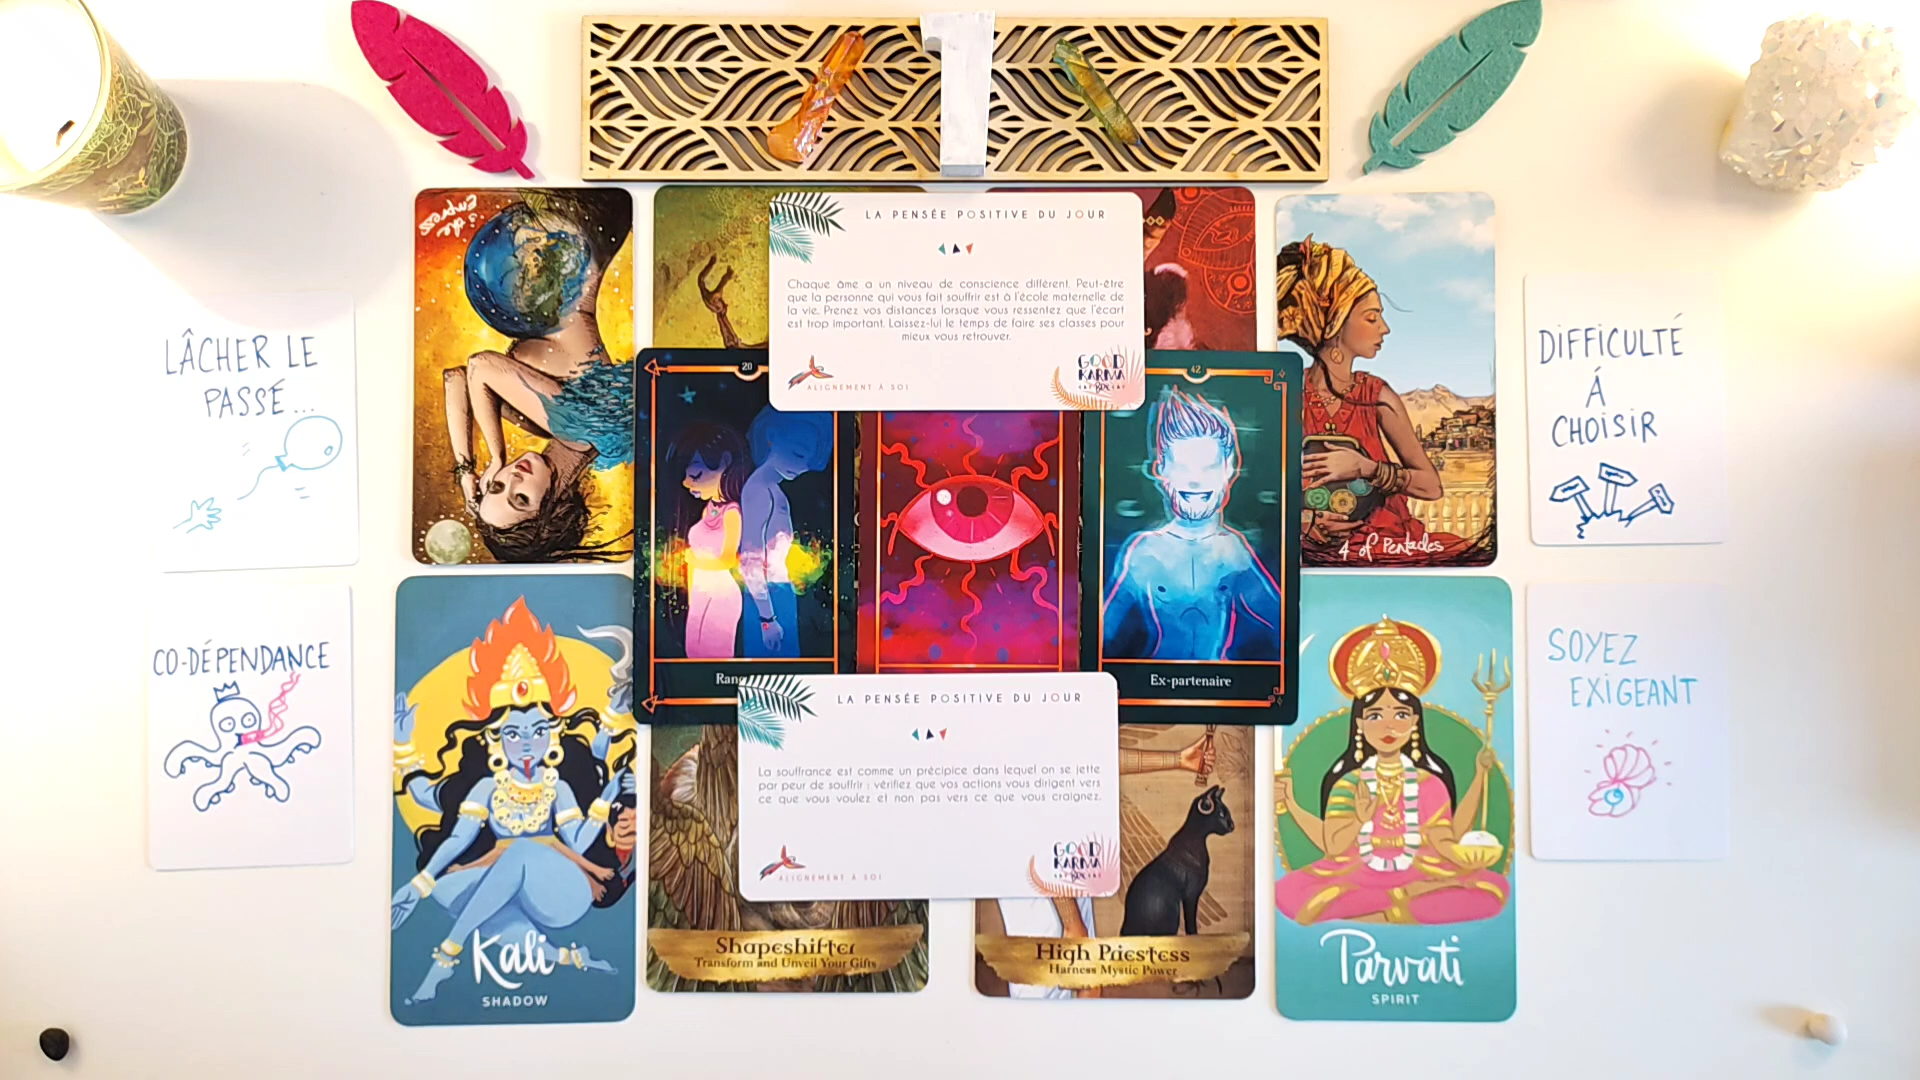 1
3: the
Empress
LA PENSÉE POSITIVE DU JOUR
Chaque âme a un niveau de conscience différent. Peut-être
que la personne qui vous fait souffrir est à l'école maternelle de
la vie. Prenez vos distances lorsque vous ressentez que l'écart
est trop important. Laissez-lui le temps de faire ses classes pour
mieux vous retrouver.
ALIGNEMENT À SOI
GOOD
KARMA
BOX
LÂCHER LE
PASSÉ...
DIFFICULTÉ
À
CHOISIR
20
42
4 of Pentacles
CO-DÉPENDANCE
SOYEZ
EXIGEANT
Ex-partenaire
LA PENSÉE POSITIVE DU JOUR
La souffrance est comme un précipice dans lequel on se jette
par peur de souffrir : vérifiez que vos actions vous dirigent vers
ce que vous voulez et non pas vers ce que vous craignez.
ALIGNEMENT À SOI
GOOD
KARMA
BOX
Kali
SHADOW
Shapeshifter
Transform and Unveil Your Gifts
High Priestess
Harness Mystic Power
Parvati
SPIRIT